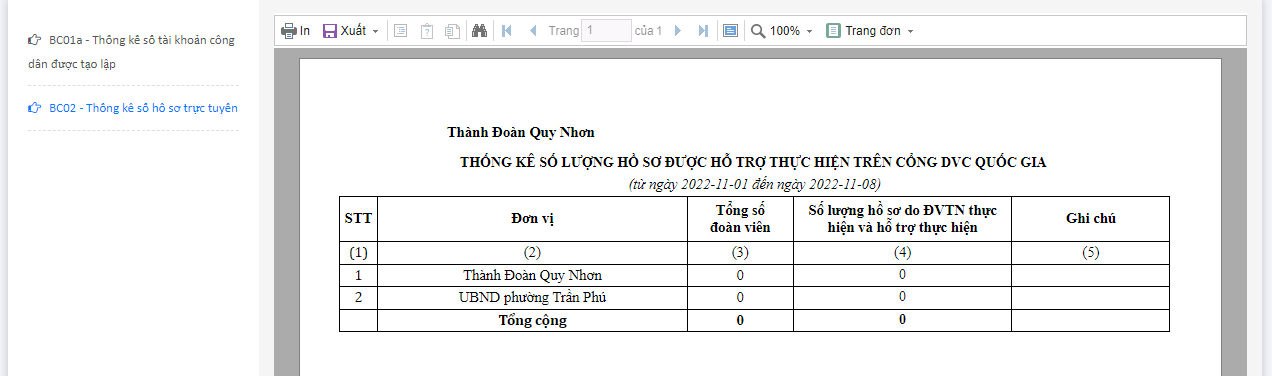 BC01a - Thống kê số tài khoản công
dân được tạo lập
BC02 - Thống kê số hồ sơ trực tuyến
In Xuất Trang 1 của 1 100% Trang đơn
Thành Đoàn Quy Nhơn
THỐNG KÊ SỐ LƯỢNG HỒ SƠ ĐƯỢC HỖ TRỢ THỰC HIỆN TRÊN CỔNG DVC QUỐC GIA
(từ ngày 2022-11-01 đến ngày 2022-11-08)
STT Đơn vị Tổng số đoàn viên Số lượng hồ sơ do ĐVTN thực hiện và hỗ trợ thực hiện Ghi chú
(1) (2) (3) (4) (5)
1 Thành Đoàn Quy Nhơn 0 0
2 UBND phường Trần Phú 0 0
Tổng cộng 0 0